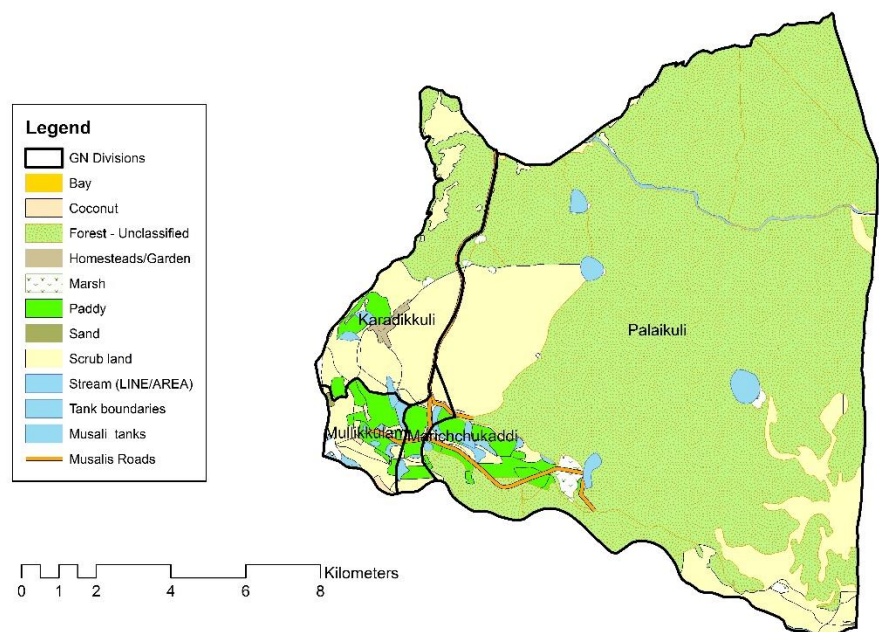 Legend
GN Divisions
Bay
Coconut
Forest - Unclassified
Homesteads/Garden
Marsh
Paddy
Sand
Scrub land
Stream (LINE/AREA)
Tank boundaries
Musali tanks
Musalis Roads
Karadikkuli
Palaikuli
Mullikkulam
Marichchukaddi
Kilometers
0 1 2 4 6 8